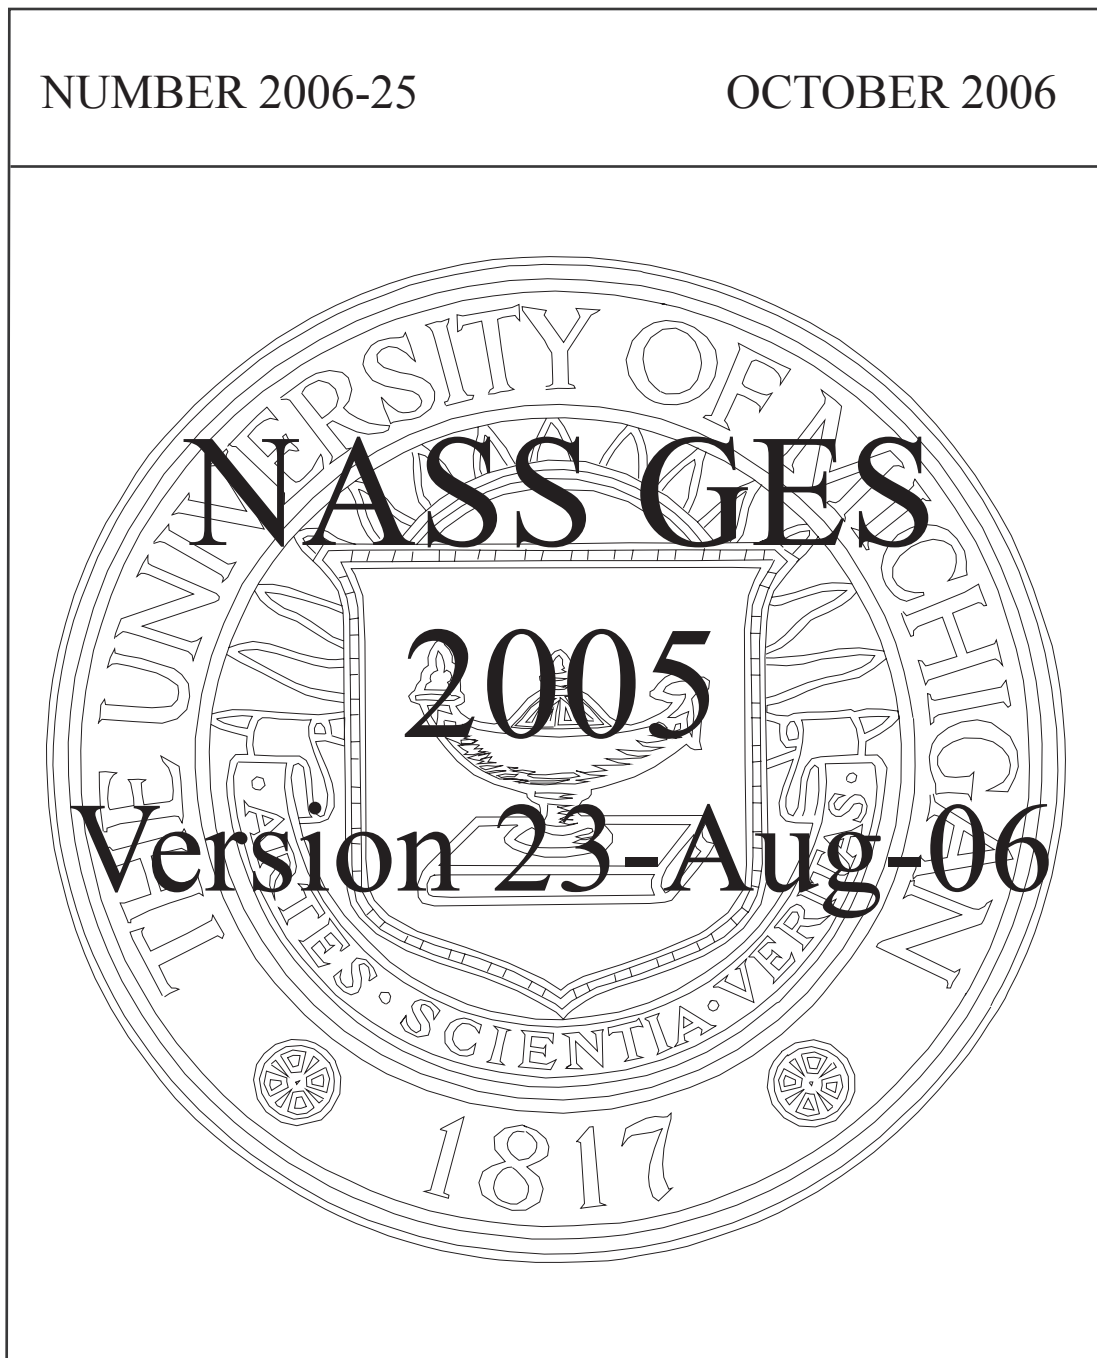 NUMBER 2006-25 OCTOBER 2006
THE UNIVERSITY OF MICHIGAN
NASS GES
2005
Version 23-Aug-06
ARTES · SCIENTIA · VERITAS
1817